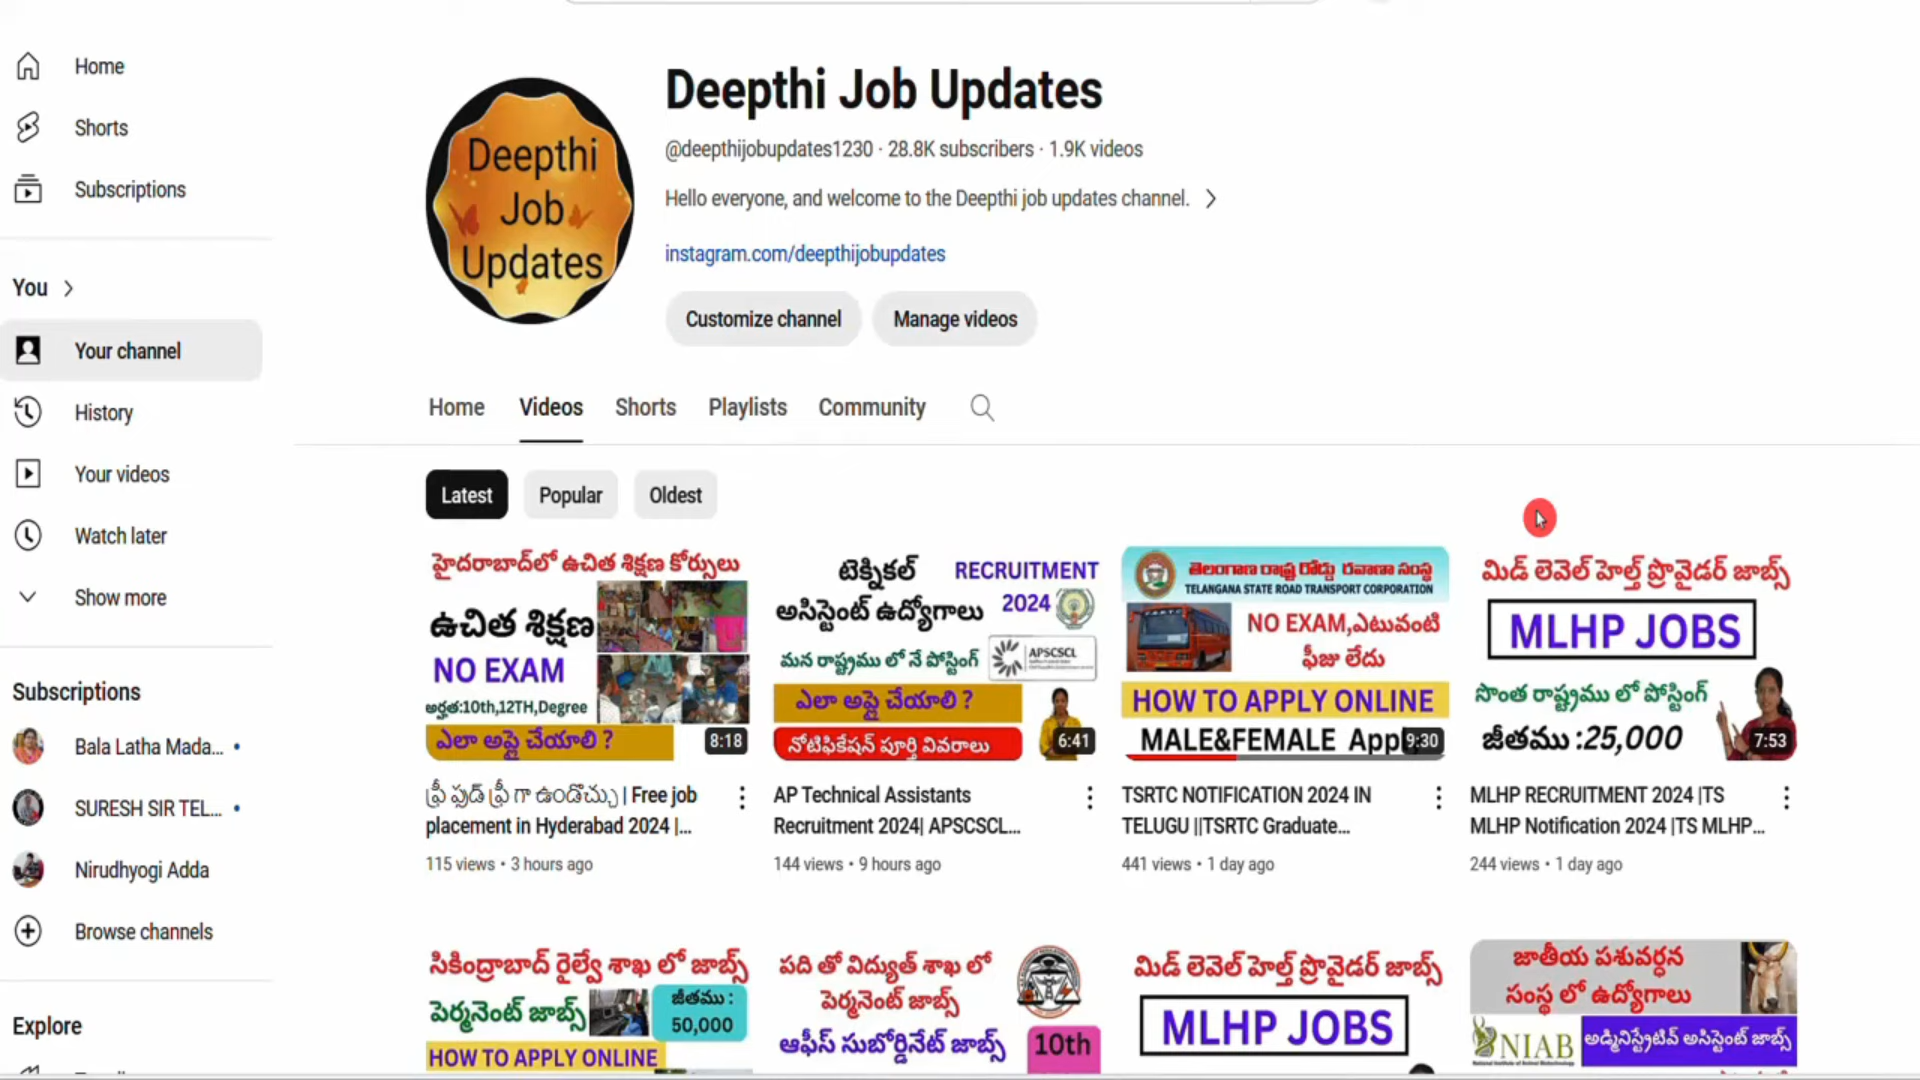 Home
Shorts
Subscriptions
You
Your channel
History
Your videos
Watch later
Show more
Subscriptions
Bala Latha Mada...
SURESH SIR TEL...
Nirudhyogi Adda
Browse channels
Explore
Deepthi
Job
Updates
Deepthi Job Updates
@deepthijobupdates1230 · 28.8K subscribers · 1.9K videos
Hello everyone, and welcome to the Deepthi job updates channel.
instagram.com/deepthijobupdates
Customize channel Manage videos
Home Videos Shorts Playlists Community
Latest Popular Oldest
హైదరాబాద్‌లో ఉచిత శిక్షణ కోర్సులు
ఉచిత శిక్షణ
NO EXAM
అర్హత:10th,12TH,Degree
ఎలా అప్లై చేయాలి ?
8:18
ఫ్రీ ఫుడ్ ఫ్రీ గా ఉండొచ్చు | Free job
placement in Hyderabad 2024 |...
115 views • 3 hours ago
టెక్నికల్
అసిస్టెంట్ ఉద్యోగాలు
RECRUITMENT
2024
మన రాష్ట్రము లో నే పోస్టింగ్
APSCSCL
ఎలా అప్లై చేయాలి ?
నోటిఫికేషన్ పూర్తి వివరాలు
6:41
AP Technical Assistants
Recruitment 2024| APSCSCL...
144 views • 9 hours ago
తెలంగాణ రాష్ట్ర రోడ్డు రవాణా సంస్థ
TELANGANA STATE ROAD TRANSPORT CORPORATION
NO EXAM,ఎటువంటి
ఫీజు లేదు
HOW TO APPLY ONLINE
MALE&FEMALE App
9:30
TSRTC NOTIFICATION 2024 IN
TELUGU ||TSRTC Graduate...
441 views • 1 day ago
మిడ్ లెవెల్ హెల్త్ ప్రొవైడర్ జాబ్స్
MLHP JOBS
సొంత రాష్ట్రము లో పోస్టింగ్
జీతము :25,000
7:53
MLHP RECRUITMENT 2024 |TS
MLHP Notification 2024 |TS MLHP...
244 views • 1 day ago
సికింద్రాబాద్ రైల్వే శాఖ లో జాబ్స్
పెర్మనెంట్ జాబ్స్
జీతము :
50,000
HOW TO APPLY ONLINE
పది తో విద్యుత్ శాఖ లో
పెర్మనెంట్ జాబ్స్
ఆఫీస్ సుబోర్డినేట్ జాబ్స్
10th
మిడ్ లెవెల్ హెల్త్ ప్రొవైడర్ జాబ్స్
MLHP JOBS
జాతీయ పశువర్ధన
సంస్థ లో ఉద్యోగాలు
NIAB
అడ్మినిస్ట్రేటివ్ అసిస్టెంట్ జాబ్స్